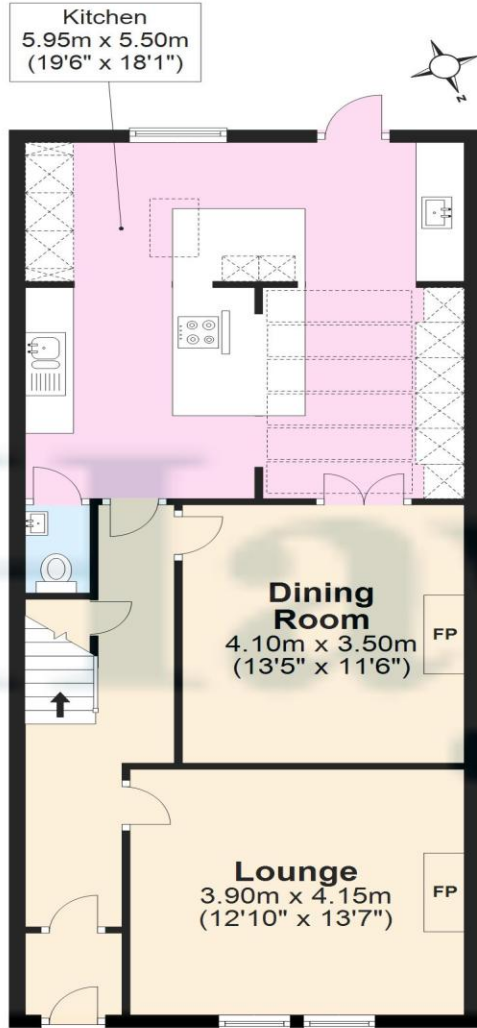 Kitchen
5.95m x 5.50m
(19'6" x 18'1")
N
Dining
Room
4.10m x 3.50m
(13'5" x 11'6")
FP
Lounge
3.90m x 4.15m
(12'10" x 13'7")
FP